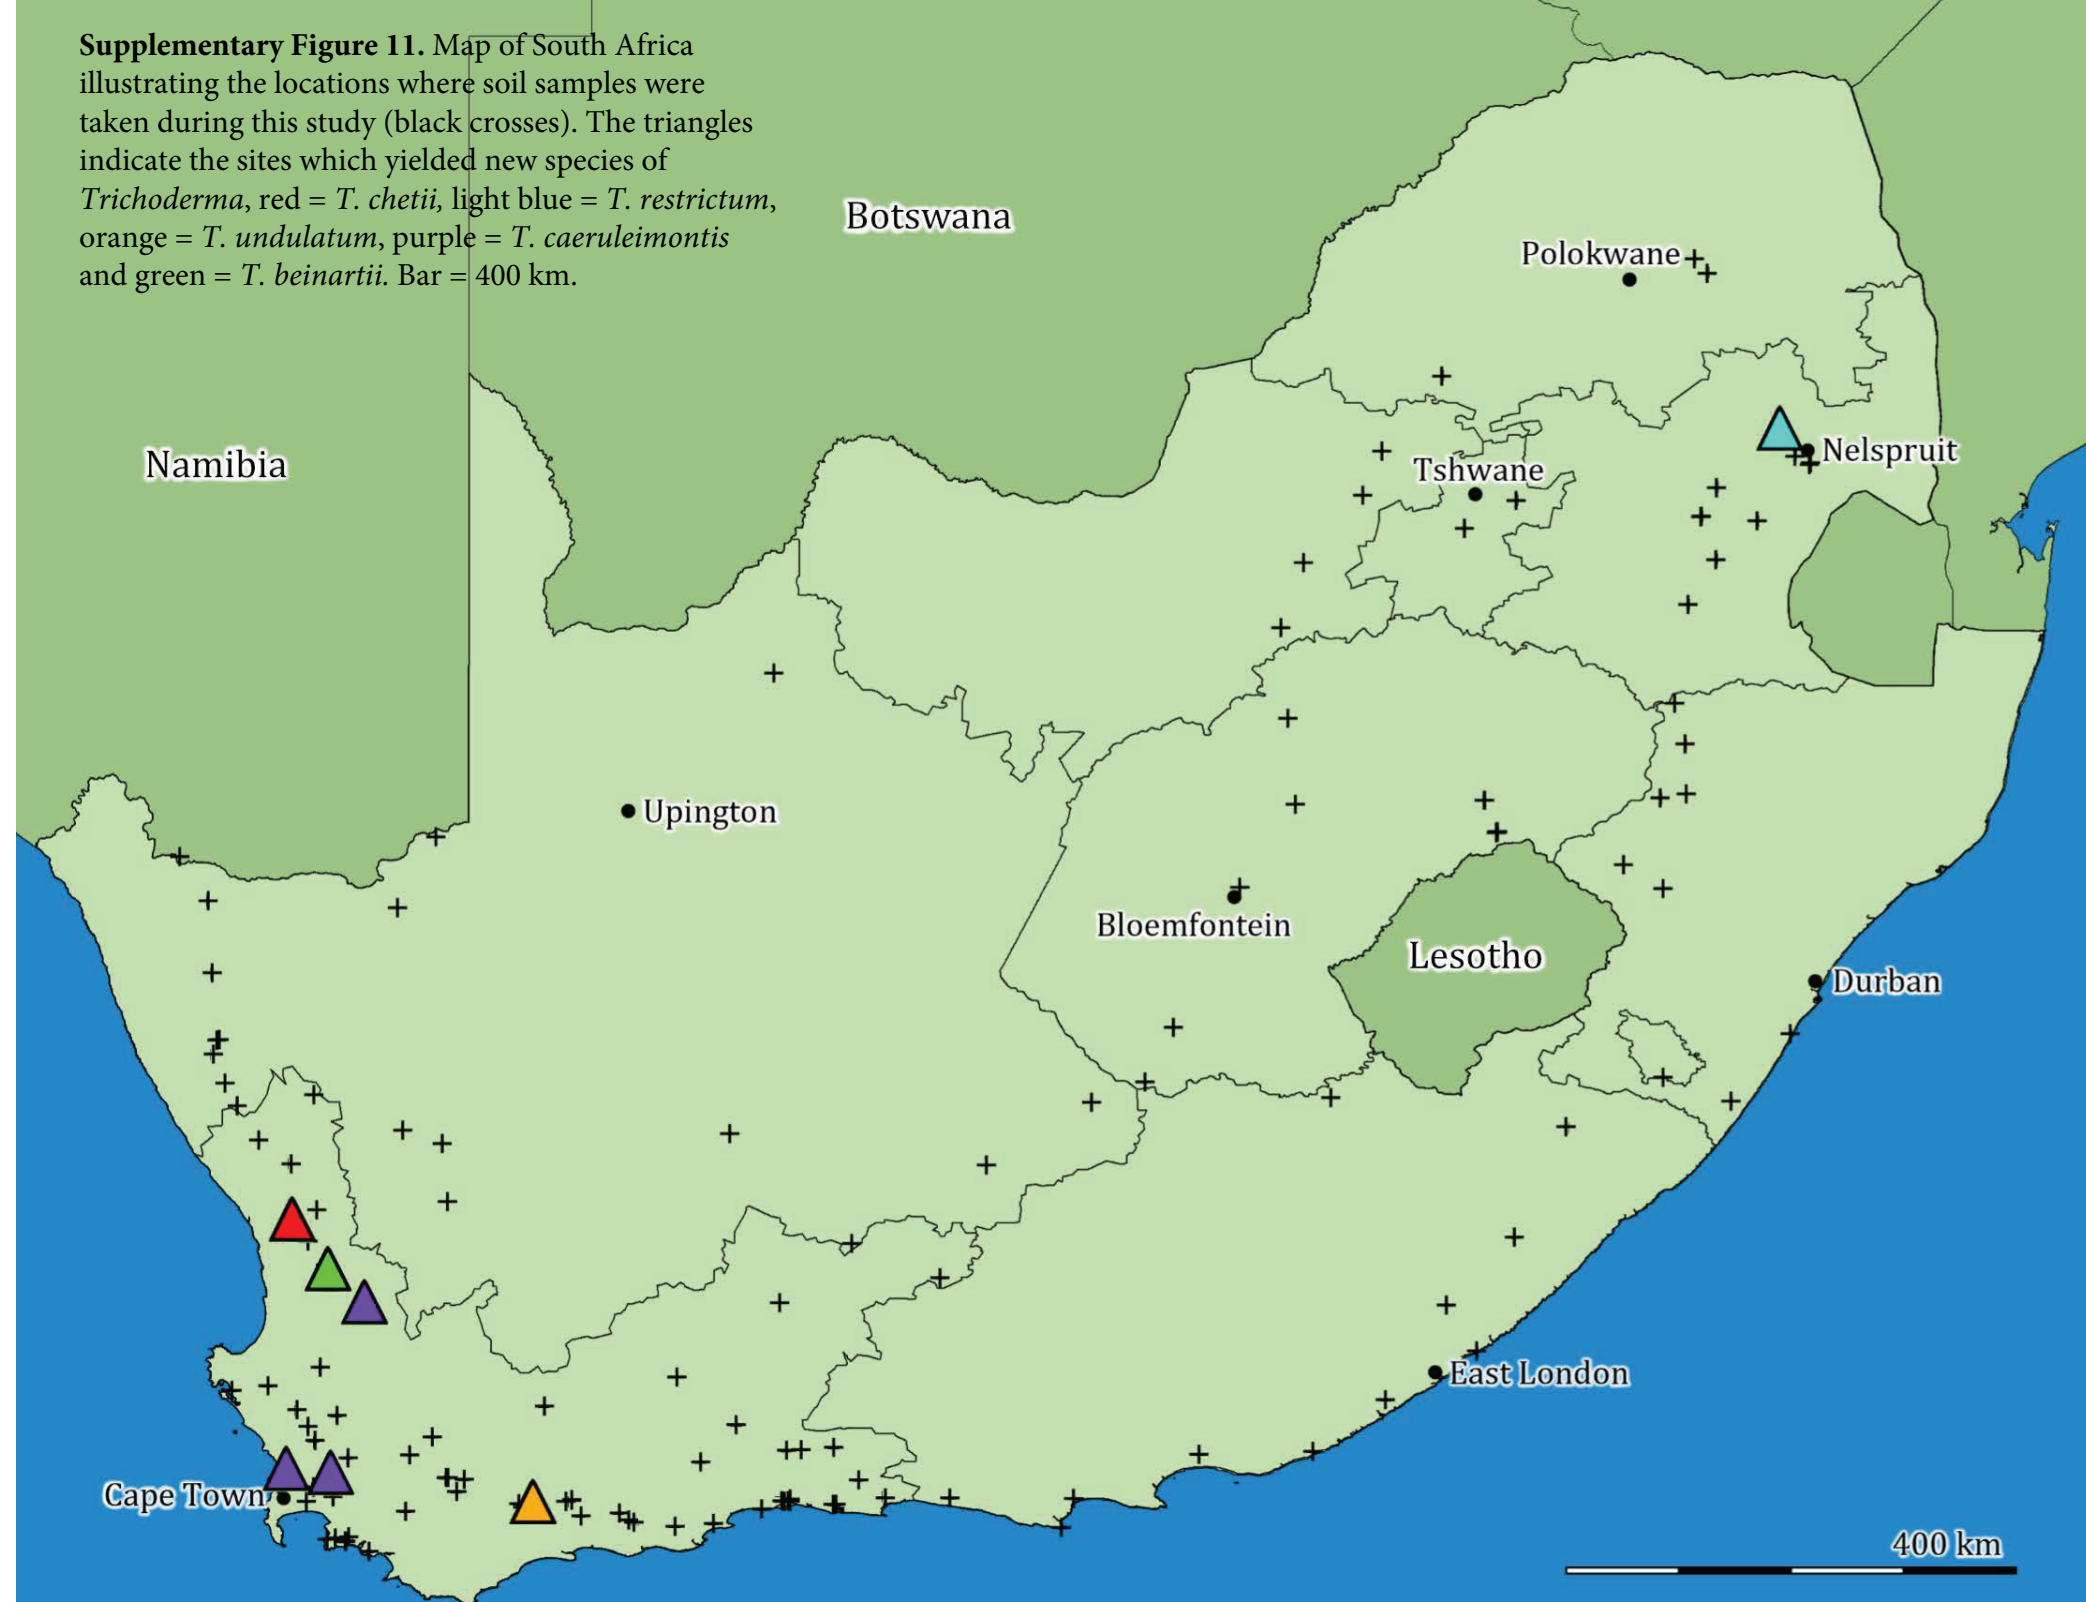 Supplementary Figure 11. Map of South Africa
illustrating the locations where soil samples were
taken during this study (black crosses). The triangles
indicate the sites which yielded new species of
Trichoderma, red = T. chetii, light blue = T. restrictum,
orange = T. undulatum, purple = T. caeruleimontis
and green = T. beinartii. Bar = 400 km.
Botswana
Polokwane
Namibia
Nelspruit
Tshwane
Upington
Bloemfontein
Lesotho
Durban
East London
Cape Town
400 km